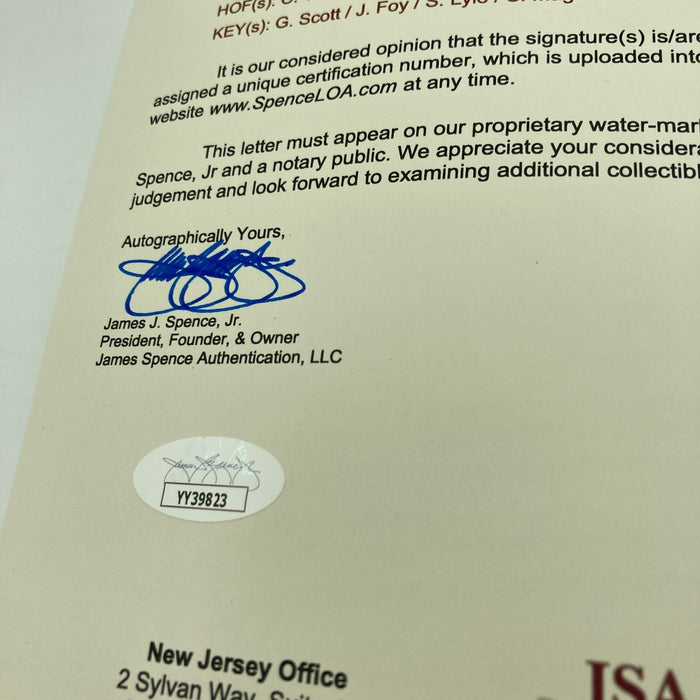 HOF(s):
KEY(s): G. Scott / J. Foy / S.
It is our considered opinion that the signature(s) is/are
assigned a unique certification number, which is uploaded into
website www.SpenceLOA.com at any time.
This letter must appear on our proprietary water-mar
Spence, Jr and a notary public. We appreciate your considera
judgement and look forward to examining additional collectibl
Autographically Yours,
James J. Spence, Jr.
President, Founder, & Owner
James Spence Authentication, LLC
YY39823
New Jersey Office
2 Sylvan Way,
JSA